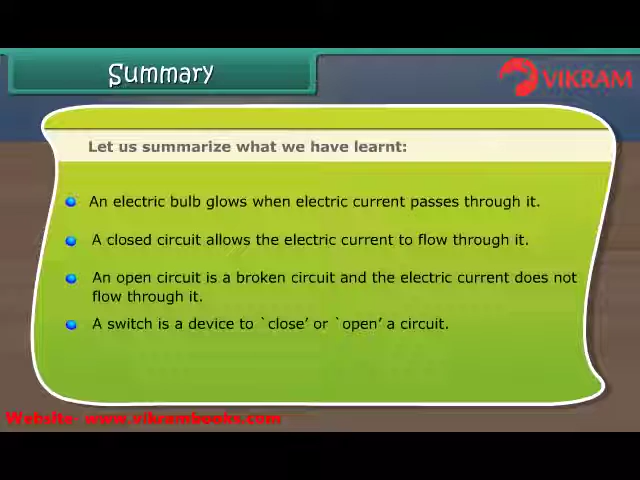 Summary
VIKRAM
Let us summarize what we have learnt:
An electric bulb glows when electric current passes through it.
A closed circuit allows the electric current to flow through it.
An open circuit is a broken circuit and the electric current does not
flow through it.
A switch is a device to `close’ or `open’ a circuit.
Website- www.vikrambooks.com